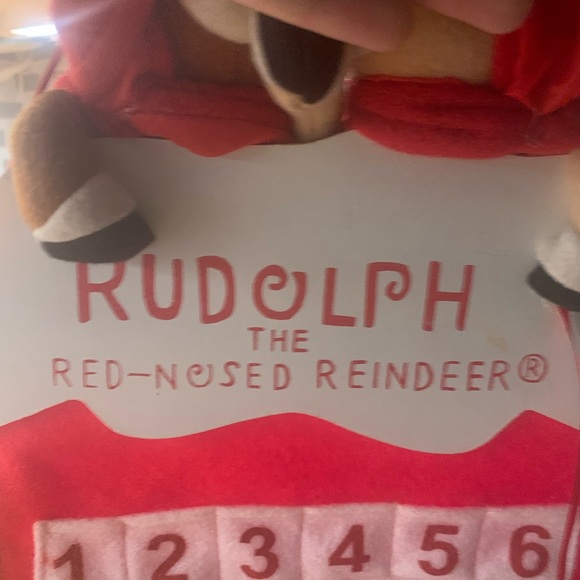 RUDOLPH
THE
RED-NOSED REINDEER®
1 2 3 4 5 6